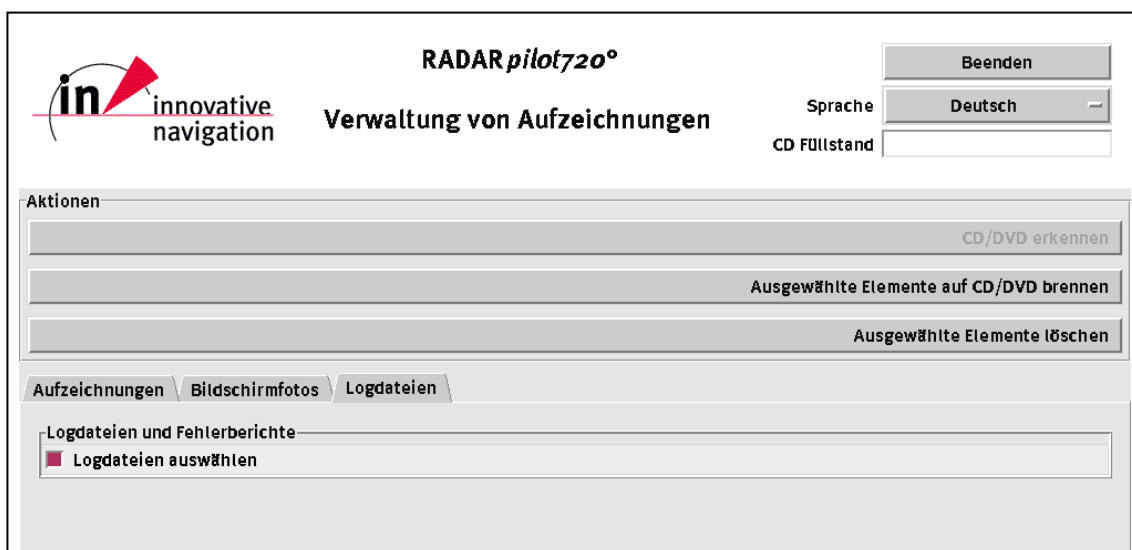 in
innovative
navigation
RADARpilot720°
Verwaltung von Aufzeichnungen
Beenden
Sprache Deutsch
CD Füllstand
Aktionen
CD/DVD erkennen
Ausgewählte Elemente auf CD/DVD brennen
Ausgewählte Elemente löschen
Aufzeichnungen Bildschirmfotos Logdateien
Logdateien und Fehlerberichte
Logdateien auswählen